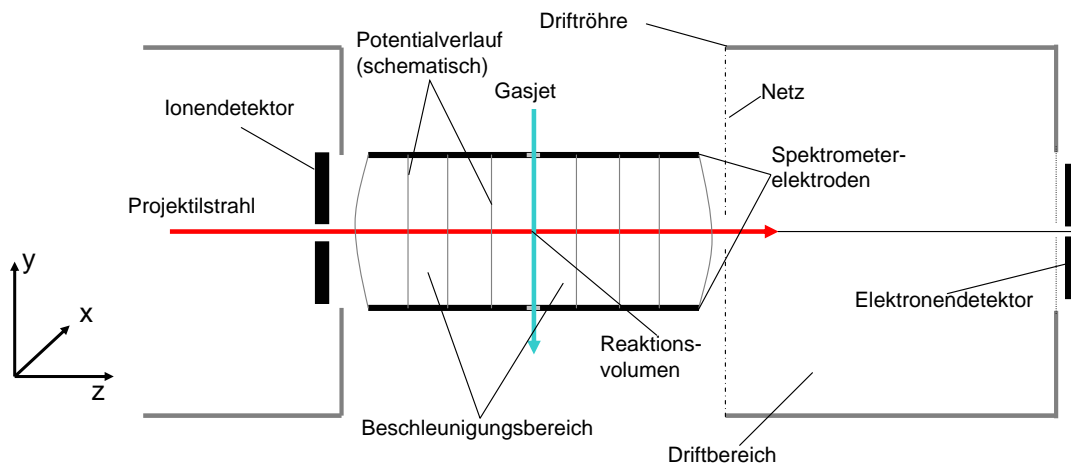 Driftröhre
Potentialverlauf
(schematisch)
Gasjet
Netz
Ionendetektor
Spektrometer-
elektroden
Projektilstrahl
y
x
z
Elektronendetektor
Reaktions-
volumen
Beschleunigungsbereich
Driftbereich